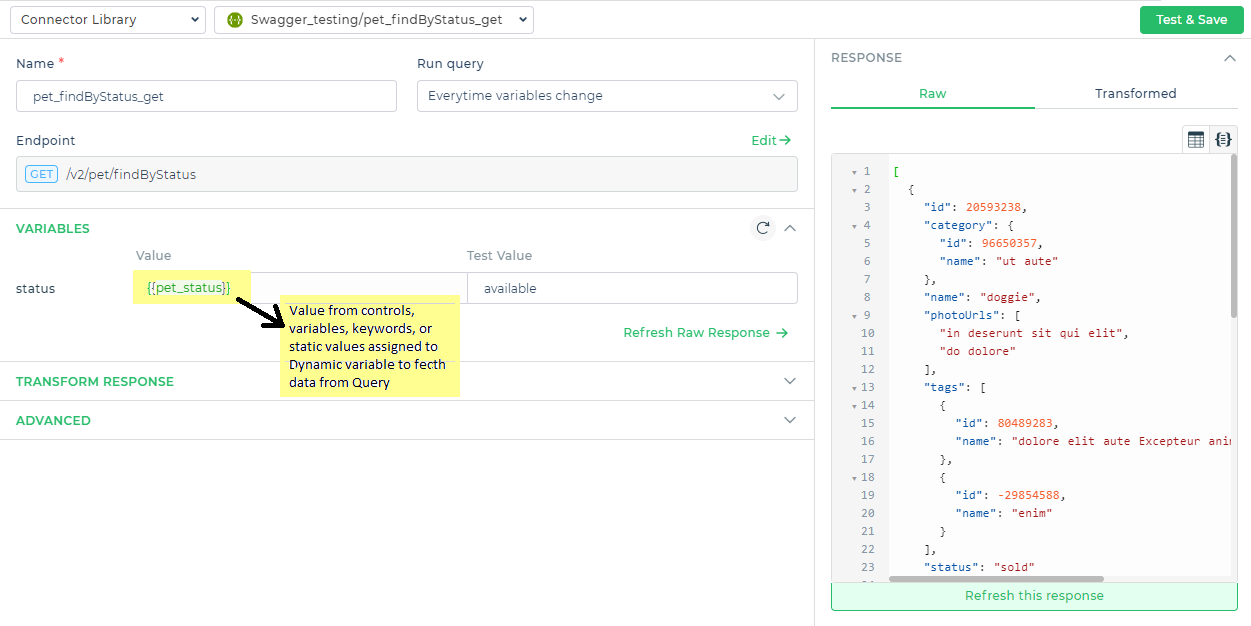 Connector Library
Swagger_testing/pet_findByStatus_get
Test & Save
Name *
Run query
pet_findByStatus_get
Everytime variables change
Endpoint
Edit→
GET /v2/pet/findByStatus
VARIABLES
Value
Test Value
status
{{pet_status}}
available
Value from controls,
variables, keywords, or
static values assigned to
Dynamic variable to fecth
data from Query
Refresh Raw Response →
TRANSFORM RESPONSE
ADVANCED
RESPONSE
Raw
Transformed
1 [
2 {
3 "id": 20593238,
4 "category": {
5 "id": 96650357,
6 "name": "ut aute"
7 },
8 "name": "doggie",
9 "photoUrls": [
10 "in deserunt sit qui elit",
11 "do dolore"
12 ],
13 "tags": [
14 {
15 "id": 80489283,
16 "name": "dolore elit aute Excepteur
17 },
18 {
19 "id": -29854588,
20 "name": "enim"
21 }
22 ],
23 "status": "sold"
Refresh this response